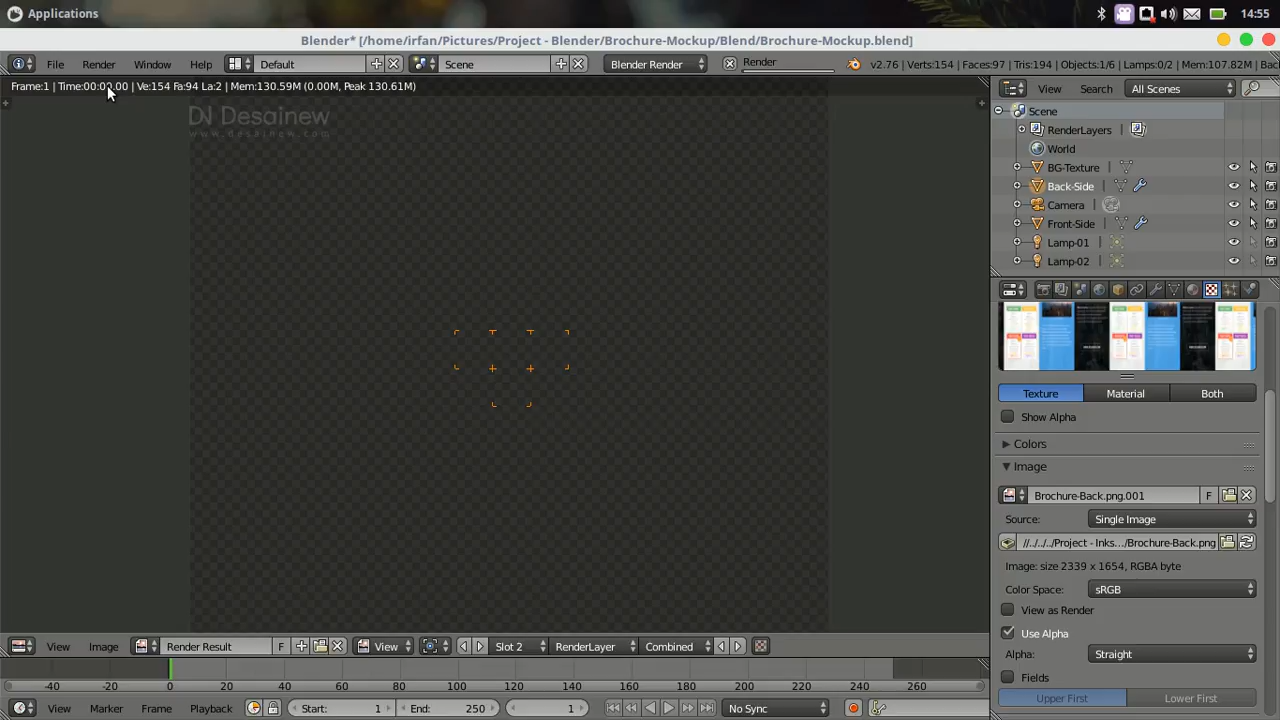 Applications
14:55
Blender* [/home/irfan/Pictures/Project - Blender/Brochure-Mockup/Blend/Brochure-Mockup.blend]
File Render Window Help Default Scene Blender Render Render v2.76 | Verts:154 | Faces:97 | Tris:194 | Objects:1/6 | Lamps:0/2 | Mem:107.82M | Ba
Frame:1 | Time:00:00.00 | Ve:154 Fa:94 La:2 | Mem:130.59M (0.00M, Peak 130.61M)
View Search All Scenes
DN Desainew
www.desainew.com
Scene
RenderLayers
World
BG-Texture
Back-Side
Camera
Front-Side
Lamp-01
Lamp-02
Texture Material Both
Show Alpha
Colors
Image
Brochure-Back.png.001 F
Source: Single Image
//../../../Project - Inks.../Brochure-Back.png
Image: size 2339 x 1654, RGBA byte
Color Space: sRGB
View as Render
Use Alpha
Alpha: Straight
Fields
Upper First Lower First
View Image Render Result F View Slot 2 RenderLayer Combined
-40 -20 0 20 40 60 80 100 120 140 160 180 200 220 240 260
View Marker Frame Playback Start: 1 End: 250 1 No Sync